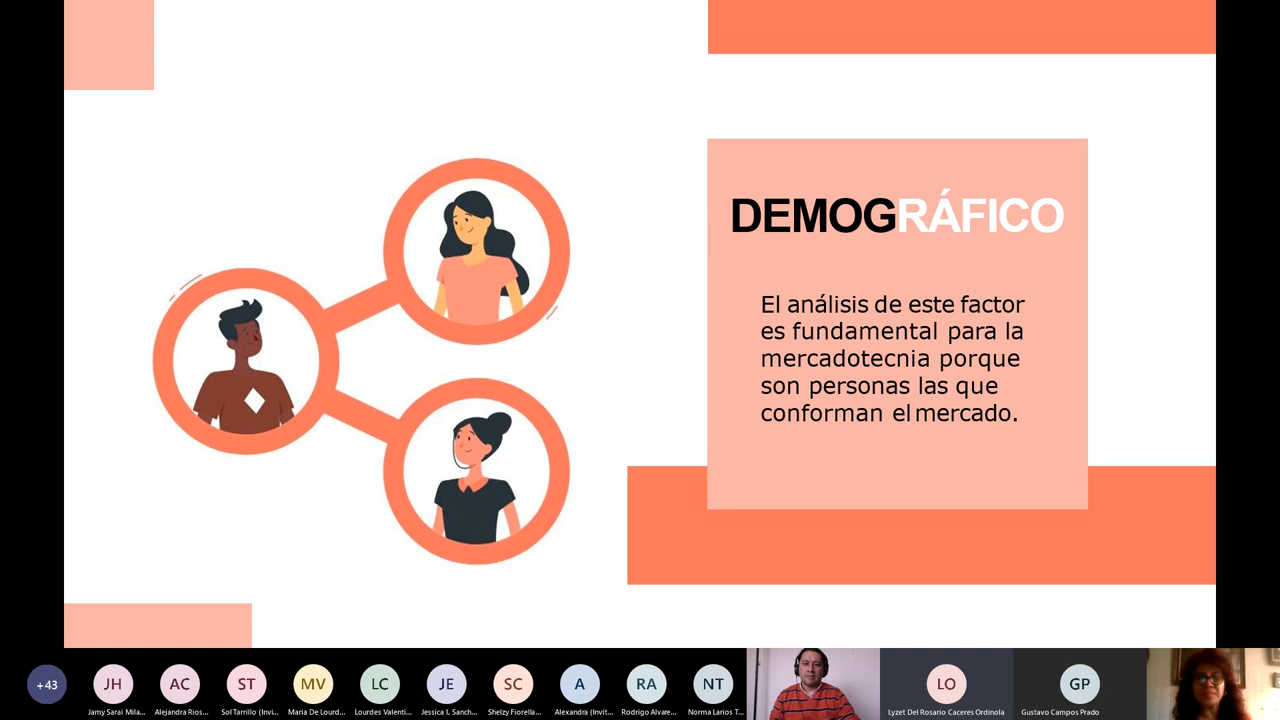 DEMOGRÁFICO
El análisis de este factor
es fundamental para la
mercadotecnia porque
son personas las que
conforman el mercado.
+43
JH
AC
ST
MV
LC
JE
SC
A
RA
NT
LO
GP
Jamy Sarai Mila...
Alejandra Rios...
Sol Tarrillo (Invi...
Maria De Lourd...
Lourdes Valenti...
Jessica I. Sanch...
Shelzy Fiorella...
Alexandra (Invit...
Rodrigo Alvare...
Norma Larios T...
Lyzet Del Rosario Caceres Ordinola
Gustavo Campos Prado